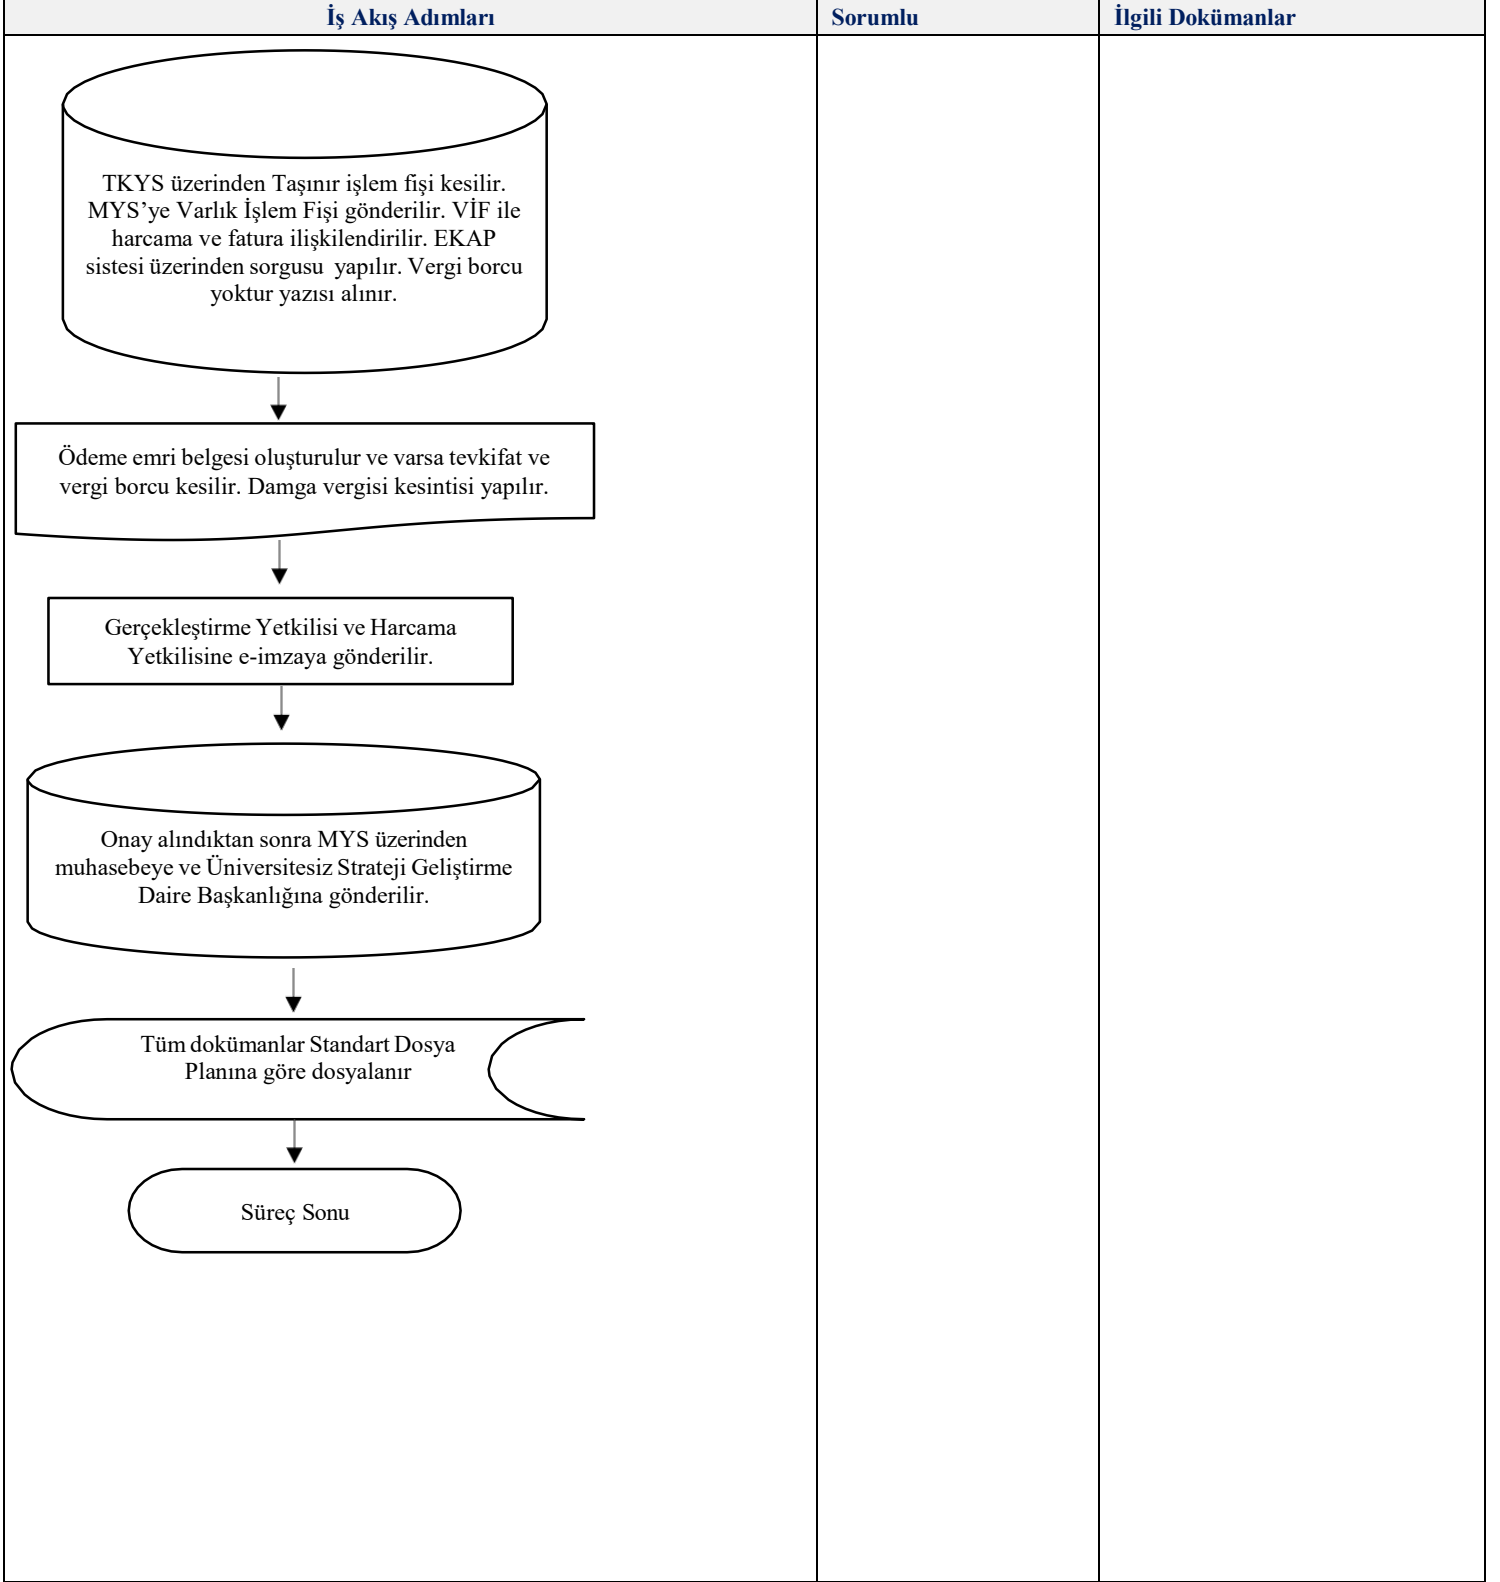 İş Akış Adımları
Sorumlu
İlgili Dokümanlar
TKYS üzerinden Taşınır işlem fişi kesilir.
MYS’ye Varlık İşlem Fişi gönderilir. VİF ile
harcama ve fatura ilişkilendirilir. EKAP
sistesi üzerinden sorgusu yapılır. Vergi borcu
yoktur yazısı alınır.
Ödeme emri belgesi oluşturulur ve varsa tevkifat ve
vergi borcu kesilir. Damga vergisi kesintisi yapılır.
Gerçekleştirme Yetkilisi ve Harcama
Yetkilisine e-imzaya gönderilir.
Onay alındıktan sonra MYS üzerinden
muhasebeye ve Üniversitesiz Strateji Geliştirme
Daire Başkanlığına gönderilir.
Tüm dokümanlar Standart Dosya
Planına göre dosyalanır
Süreç Sonu